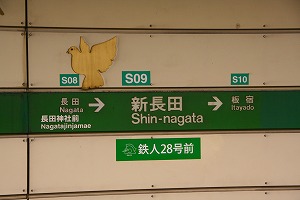 S08
S09
S10
長田
Nagata
長田神社前
Nagatajinjamae
新長田
Shin-nagata
板宿
Itayado
鉄人28号前